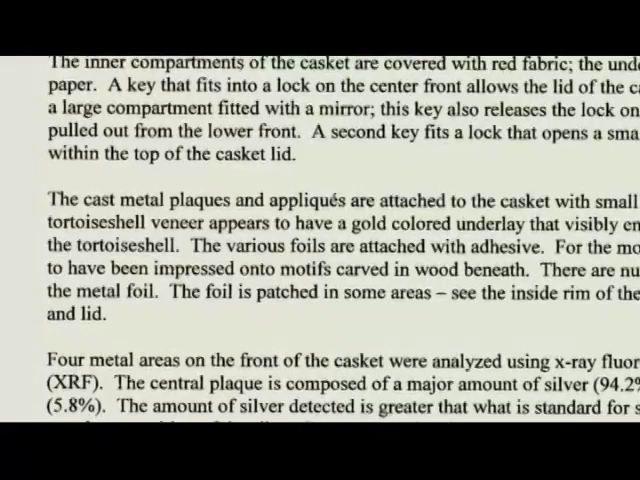 The inner compartments of the casket are covered with red fabric; the
paper. A key that fits into a lock on the center front allows the lid of the
a large compartment fitted with a mirror; this key also releases the lock on
pulled out from the lower front. A second key fits a lock that opens a
within the top of the casket lid.
The cast metal plaques and appliqués are attached to the casket with small
tortoiseshell veneer appears to have a gold colored underlay that visibly
the tortoiseshell. The various foils are attached with adhesive. For the
to have been impressed onto motifs carved in wood beneath. There are
the metal foil. The foil is patched in some areas – see the inside rim of the
and lid.
Four metal areas on the front of the casket were analyzed using x-ray
(XRF). The central plaque is composed of a major amount of silver (94.2%
(5.8%). The amount of silver detected is greater that what is standard for